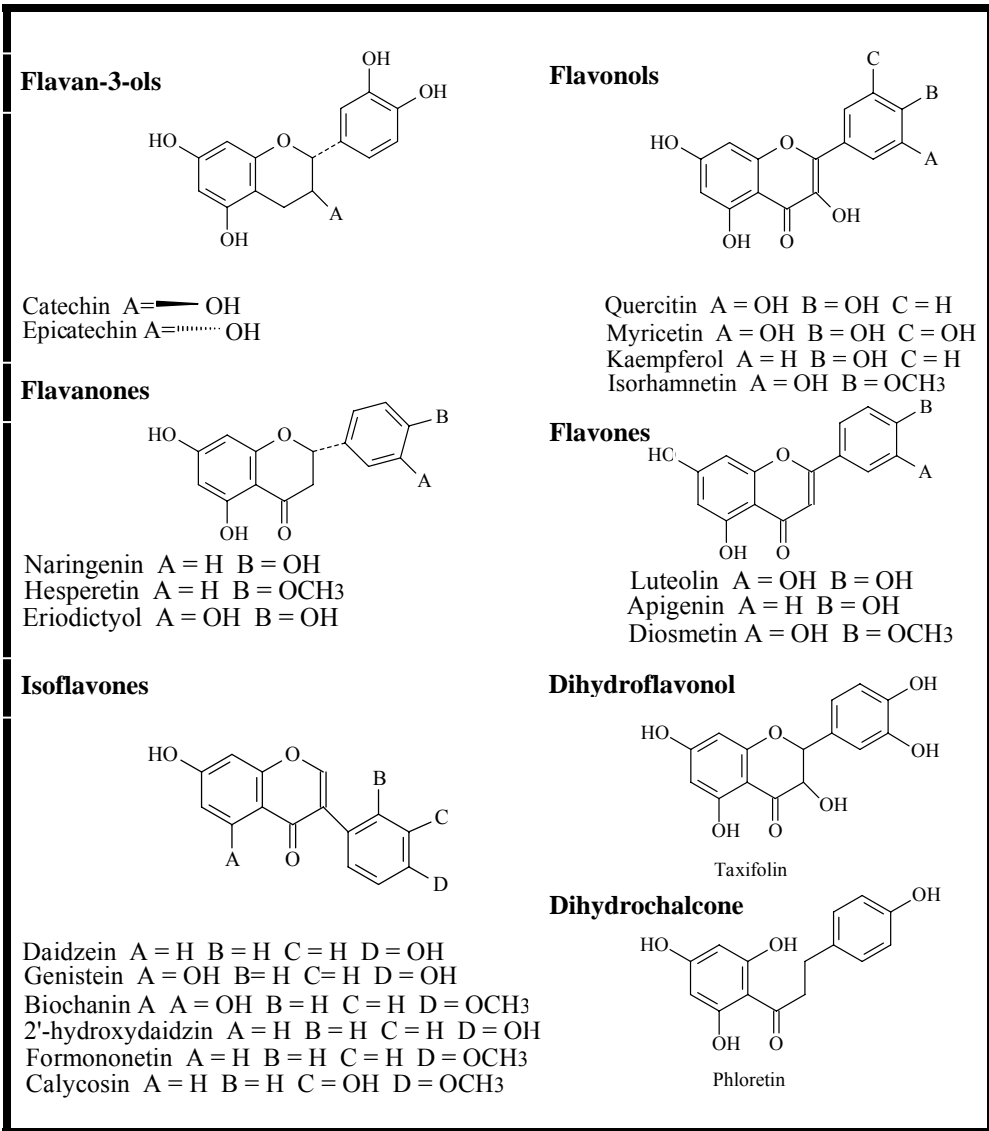 Flavan-3-ols
OH
OH
HO
O
A
OH
Catechin A= OH
Epicatechin A= OH
Flavanones
B
HO
O
A
OH
O
Naringenin A = H B = OH
Hesperetin A = H B = OCH3
Eriodictyol A = OH B = OH
Isoflavones
HO
O
B
C
A
O
D
Daidzein A = H B = H C = H D = OH
Genistein A = OH B= H C= H D = OH
Biochanin A A = OH B = H C = H D = OCH3
2'-hydroxydaidzin A = H B = H C = H D = OH
Formononetin A = H B = H C = H D = OCH3
Calycosin A = H B = H C = OH D = OCH3
Flavonols
C
B
HO
O
A
OH
OH
O
Quercitin A = OH B = OH C = H
Myricetin A = OH B = OH C = OH
Kaempferol A = H B = OH C = H
Isorhamnetin A = OH B = OCH3
Flavones
B
HO
O
A
OH
O
Luteolin A = OH B = OH
Apigenin A = H B = OH
Diosmetin A = OH B = OCH3
Dihydroflavonol
OH
HO
O
OH
OH
OH
O
Taxifolin
Dihydrochalcone
OH
HO
OH
OH
O
Phloretin